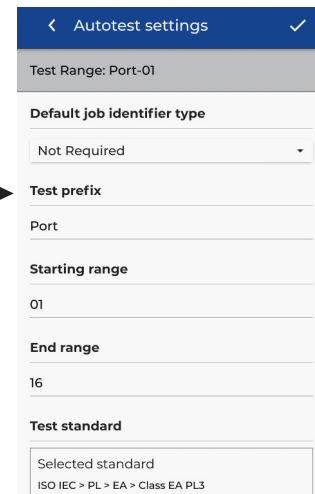 Autotest settings
Test Range: Port-01
Default job identifier type
Not Required
Test prefix
Port
Starting range
01
End range
16
Test standard
Selected standard
ISO IEC > PL > EA > Class EA PL3